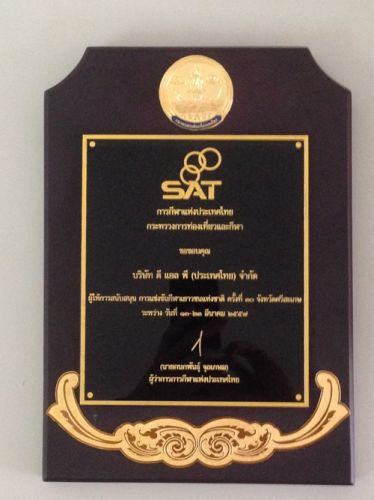 SAT
การกีฬาแห่งประเทศไทย
กระทรวงการท่องเที่ยวและกีฬา
ขอขอบคุณ
บริษัท ดี แอล พี (ประเทศไทย) จำกัด
ผู้ให้การสนับสนุน การแข่งขันกีฬาเยาวชนแห่งชาติ ครั้งที่ ๓๐ จังหวัดศรีสะเกษ
ระหว่าง วันที่ ๑๓-๒๓ มีนาคม ๒๕๕๗
(นายกนกพันธุ์ จุลเกษม)
ผู้ว่าการการกีฬาแห่งประเทศไทย